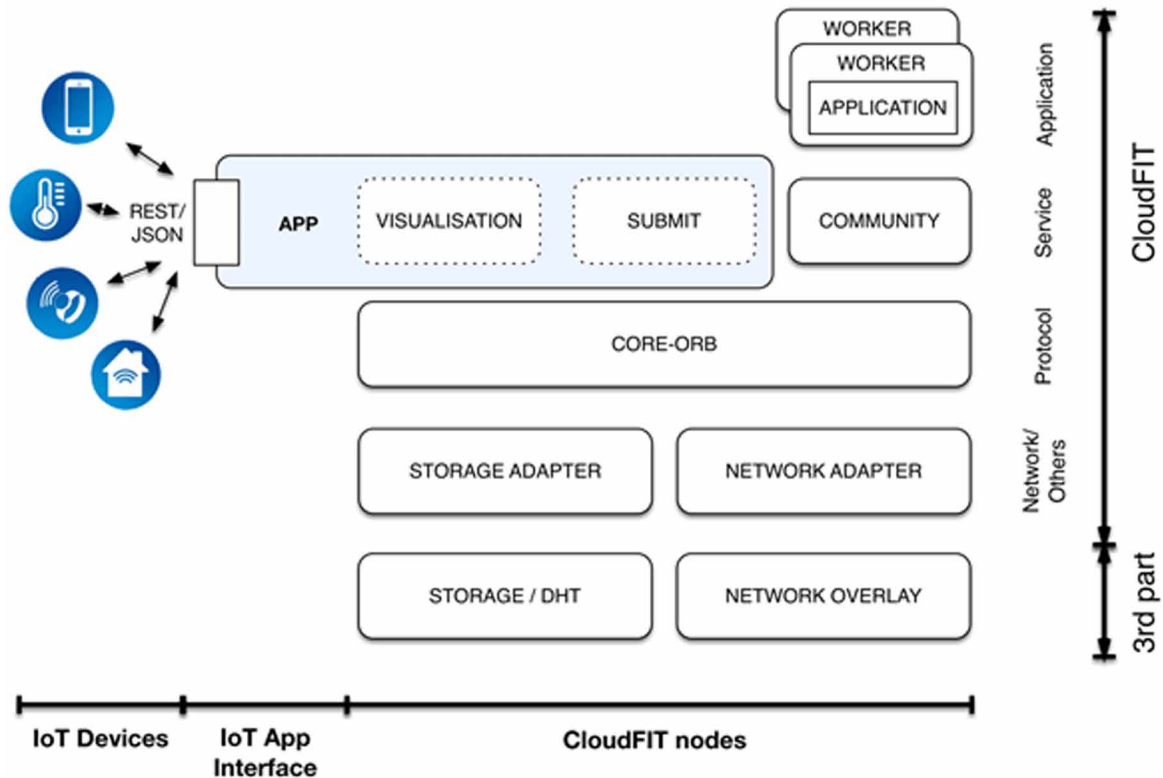 WORKER
WORKER
APPLICATION
Application
CloudFIT
REST/
JSON
APP
VISUALISATION
SUBMIT
COMMUNITY
Service
CORE-ORB
Protocol
STORAGE ADAPTER
NETWORK ADAPTER
Network/
Others
STORAGE / DHT
NETWORK OVERLAY
3rd part
IoT Devices
IoT App
Interface
CloudFIT nodes